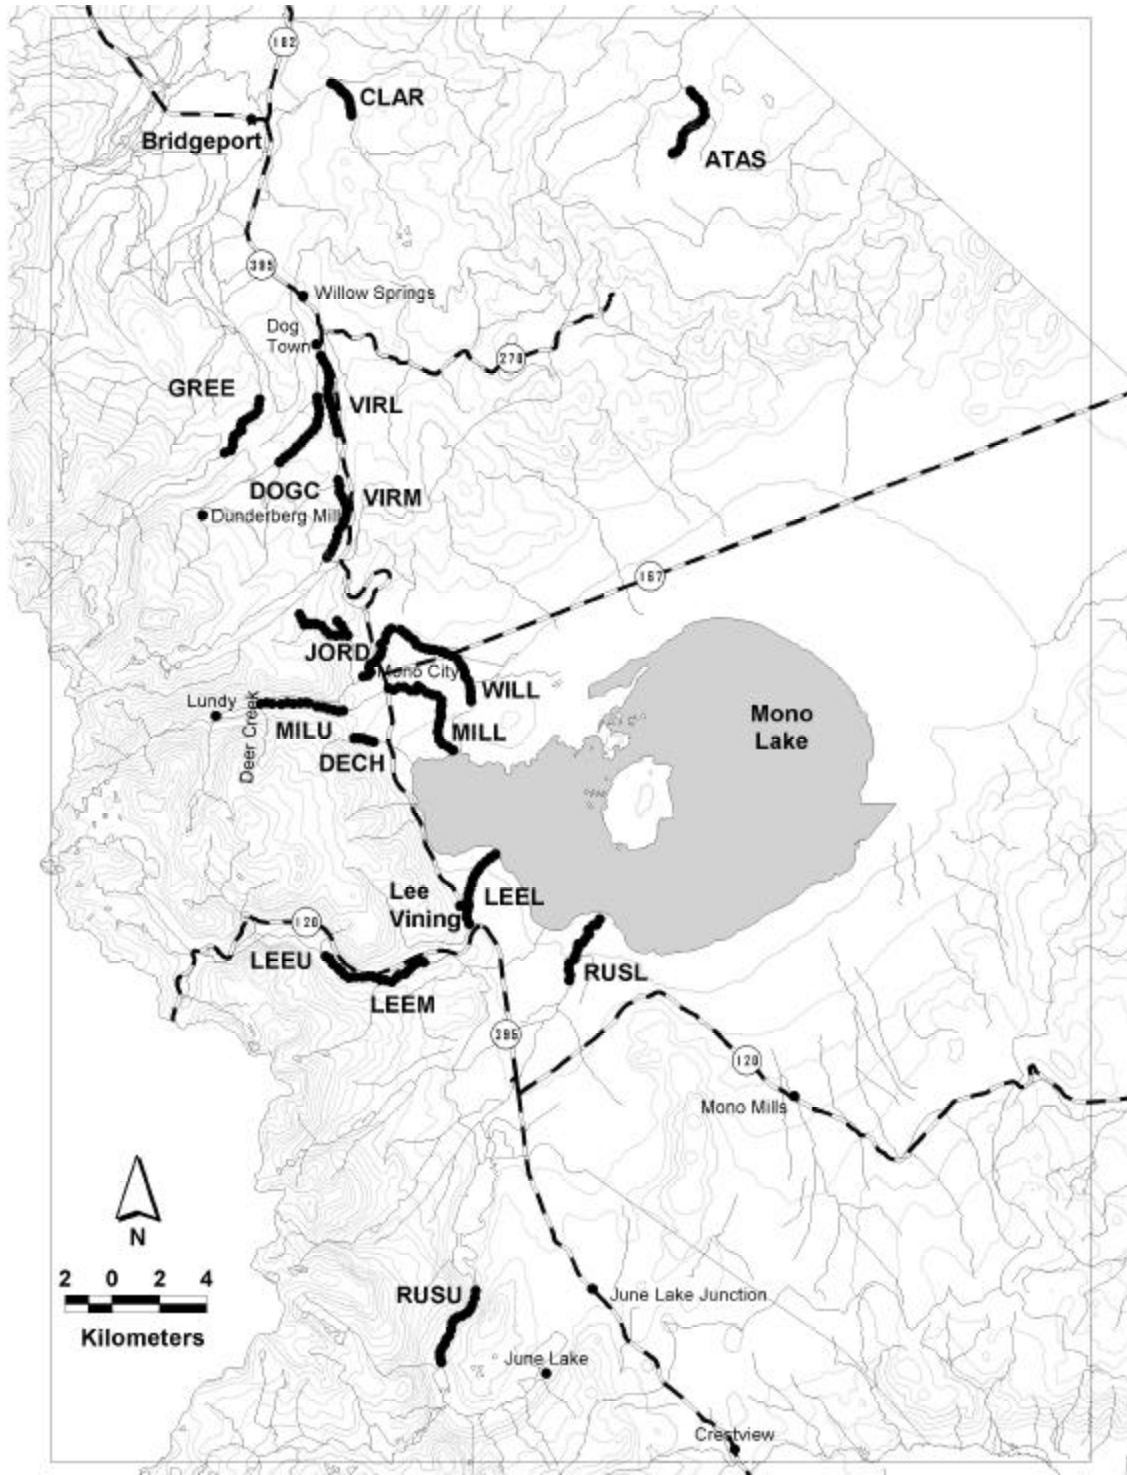 182
CLAR
Bridgeport
ATAS
395
Willow Springs
Dog
Town
270
GREE
VIRL
DOGC
VIRM
Dunderberg Mill
167
JORD
Mono City
WILL
Lundy
Deer Creek
MILU
MILL
Mono
Lake
DECH
Lee
Vining
LEEL
120
LEEU
RUSL
LEEM
395
120
Mono Mills
N
2 0 2 4
Kilometers
RUSU
June Lake Junction
June Lake
Crestview